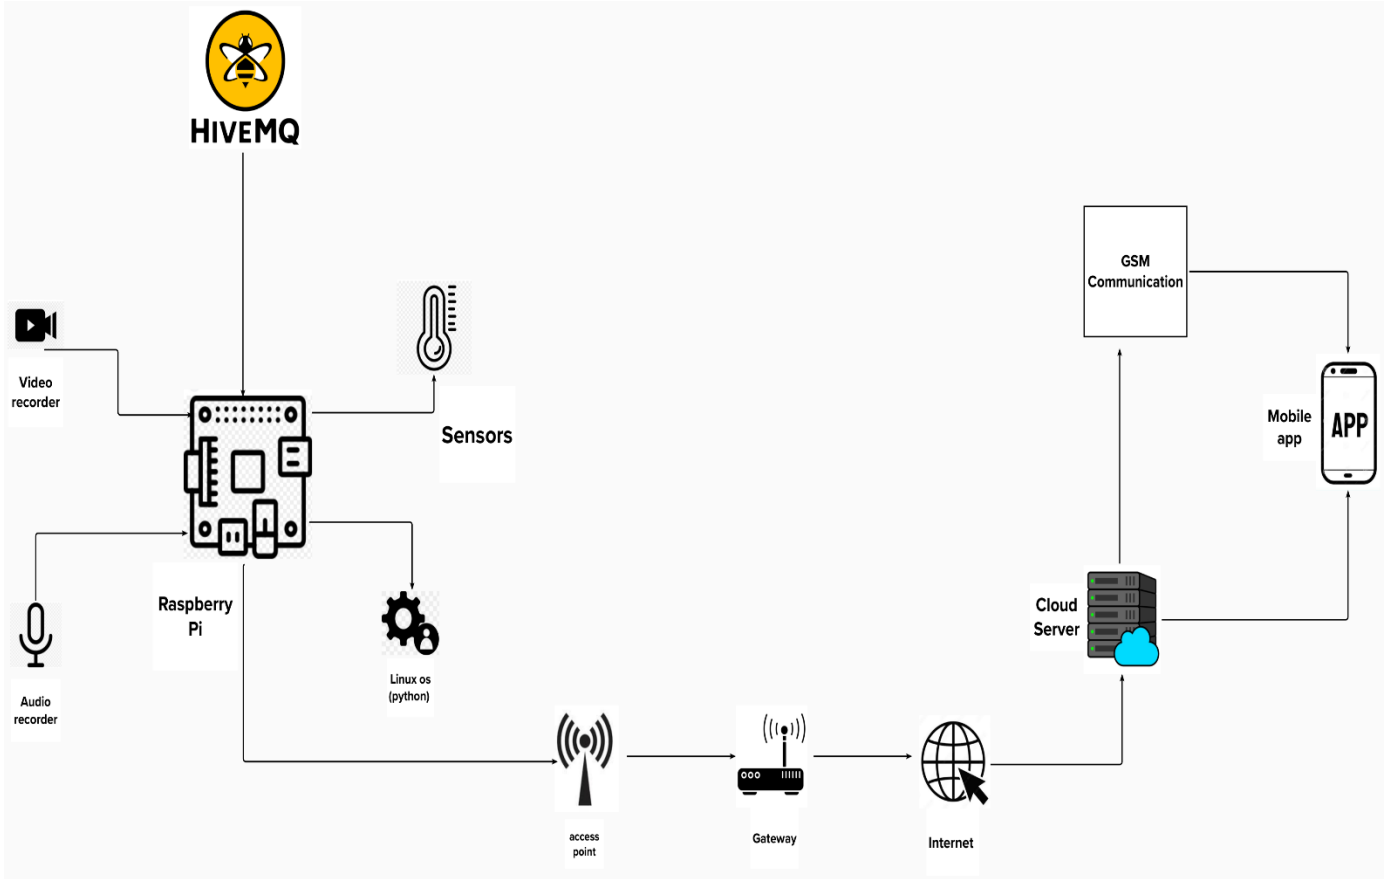 HIVEMQ
GSM
Communication
Video
recorder
Mobile
app
APP
Sensors
Raspberry
Pi
Cloud
Server
Linux os
(python)
Audio
recorder
access
point
Gateway
Internet